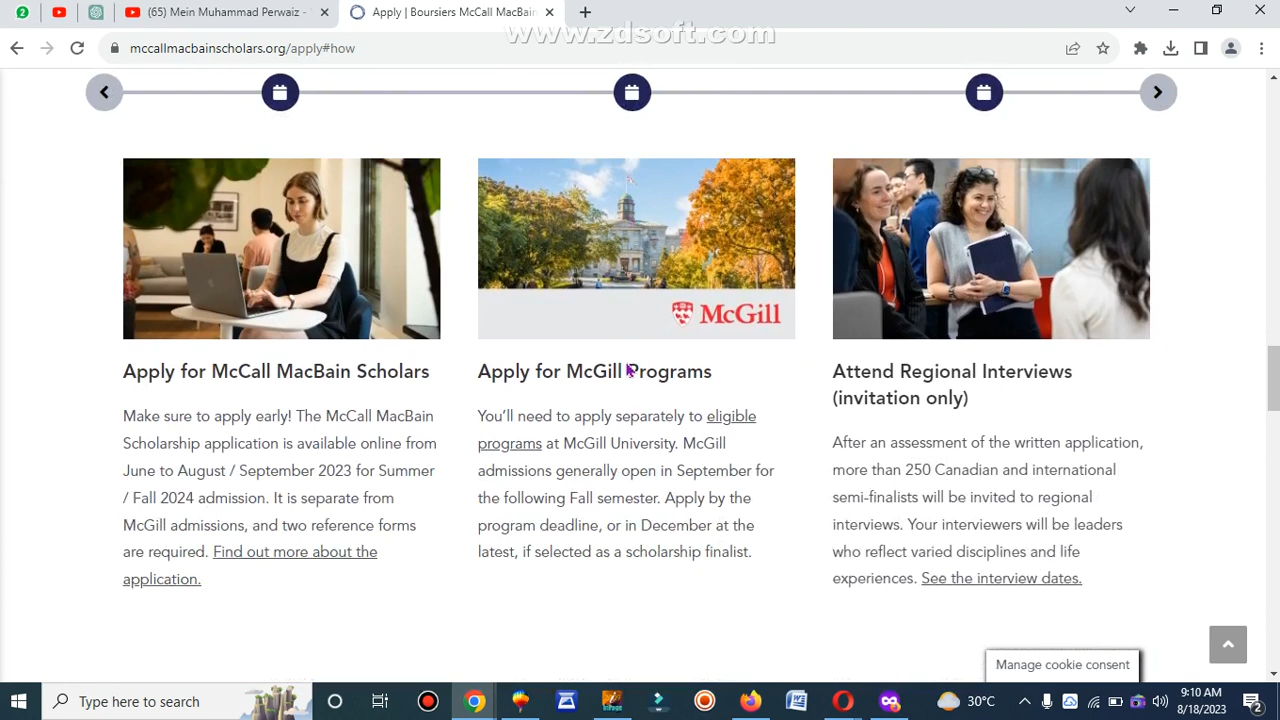 2
(65) Mein Muhammad Perwaiz -
Apply | Boursiers McCall MacBain
www.zdsoft.com
mccallmacbainscholars.org/apply#how
McGill
Apply for McCall MacBain Scholars
Make sure to apply early! The McCall MacBain
Scholarship application is available online from
June to August / September 2023 for Summer
/ Fall 2024 admission. It is separate from
McGill admissions, and two reference forms
are required. Find out more about the
application.
Apply for McGill Programs
You’ll need to apply separately to eligible
programs at McGill University. McGill
admissions generally open in September for
the following Fall semester. Apply by the
program deadline, or in December at the
latest, if selected as a scholarship finalist.
Attend Regional Interviews
(invitation only)
After an assessment of the written application,
more than 250 Canadian and international
semi-finalists will be invited to regional
interviews. Your interviewers will be leaders
who reflect varied disciplines and life
experiences. See the interview dates.
Manage cookie consent
Type here to search
30°C
9:10 AM
8/18/2023
2